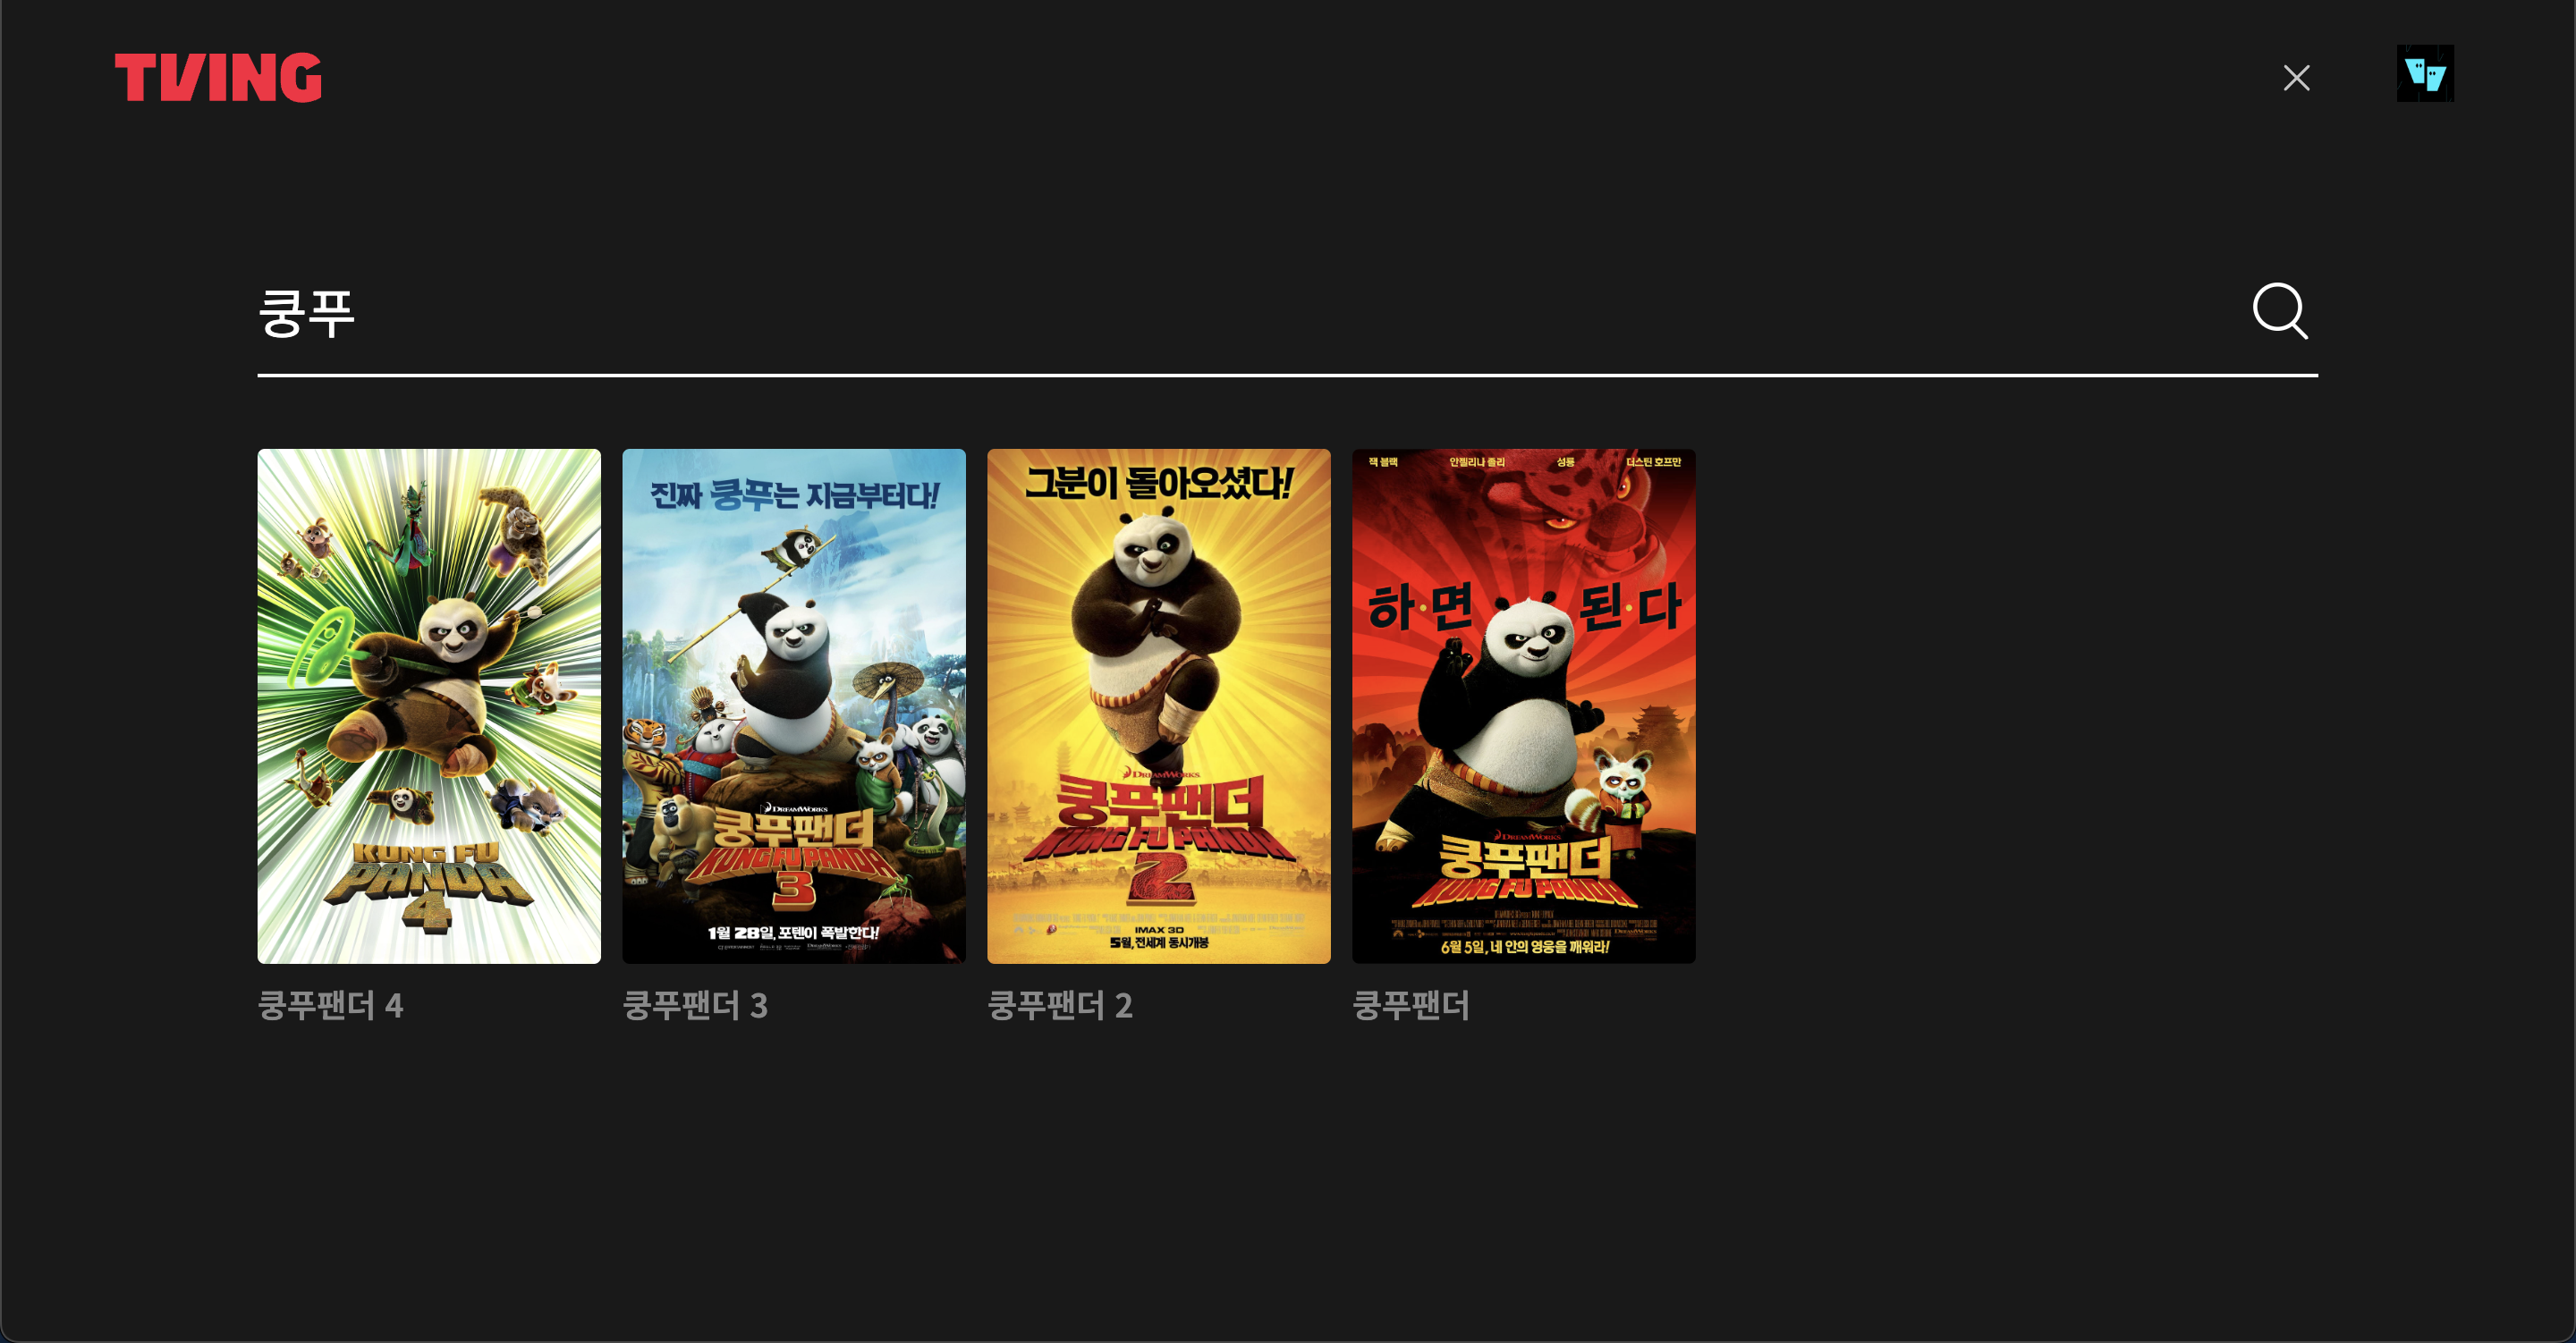 TVING
쿵푸
KUNG FU
PANDA
4
쿵푸팬더 4
진짜 쿵푸는 지금부터다!
DREAMWORKS
쿵푸팬더
KUNG FU PANDA
3
1월 28일, 포텐이 폭발한다!
쿵푸팬더 3
그분이 돌아오셨다!
DREAMWORKS
쿵푸팬더
KUNG FU PANDA
2
IMAX 3D
5월, 전세계 동시개봉
쿵푸팬더 2
잭 블랙 안젤리나 졸리 성룡 더스틴 호프만
하·면 된·다
DREAMWORKS
쿵푸팬더
KUNG FU PANDA
6월 5일, 네 안의 영웅을 깨워라!
쿵푸팬더